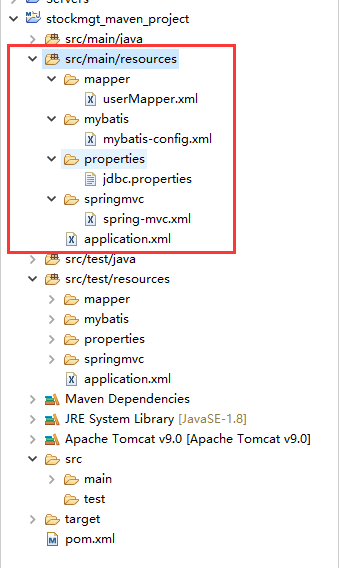 Servers
stockmgt_maven_project
src/main/java
src/main/resources
mapper
userMapper.xml
mybatis
mybatis-config.xml
properties
jdbc.properties
springmvc
spring-mvc.xml
application.xml
src/test/java
src/test/resources
mapper
mybatis
properties
springmvc
application.xml
Maven Dependencies
JRE System Library [JavaSE-1.8]
Apache Tomcat v9.0 [Apache Tomcat v9.0]
src
main
test
target
pom.xml